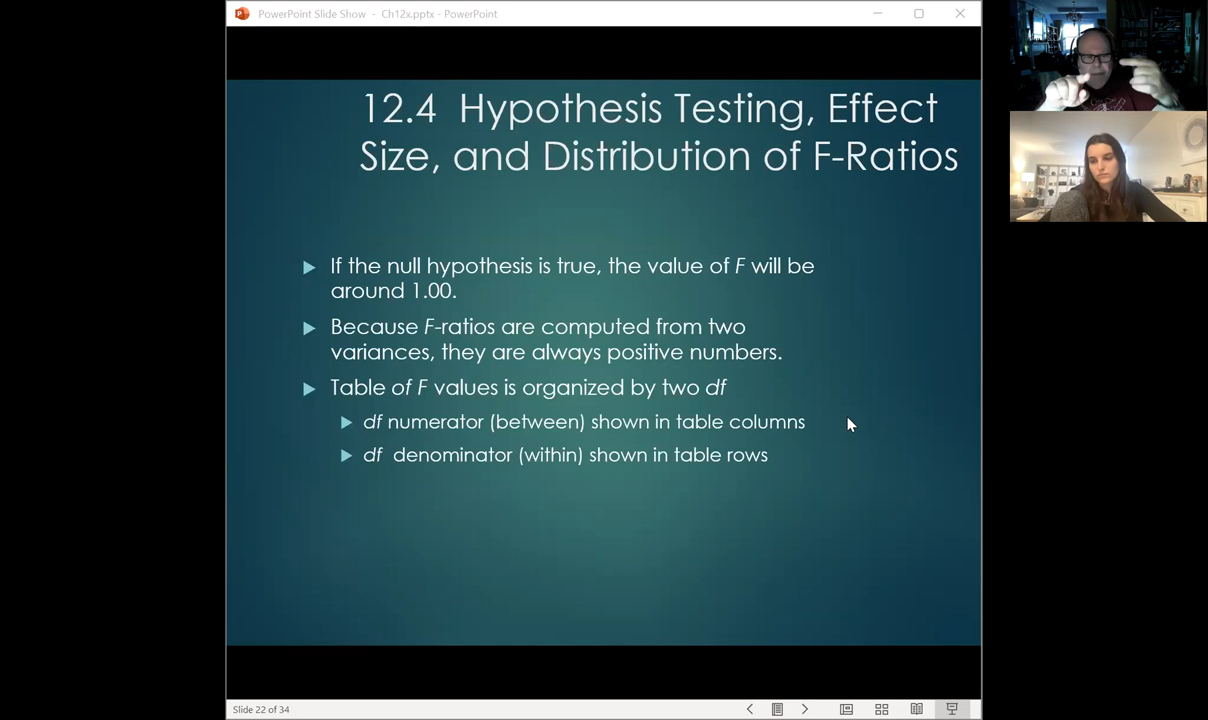 PowerPoint Slide Show - Ch12x.pptx - PowerPoint
12.4 Hypothesis Testing, Effect
Size, and Distribution of F-Ratios
If the null hypothesis is true, the value of F will be
around 1.00.
Because F-ratios are computed from two
variances, they are always positive numbers.
Table of F values is organized by two df
df numerator (between) shown in table columns
df denominator (within) shown in table rows
Slide 22 of 34